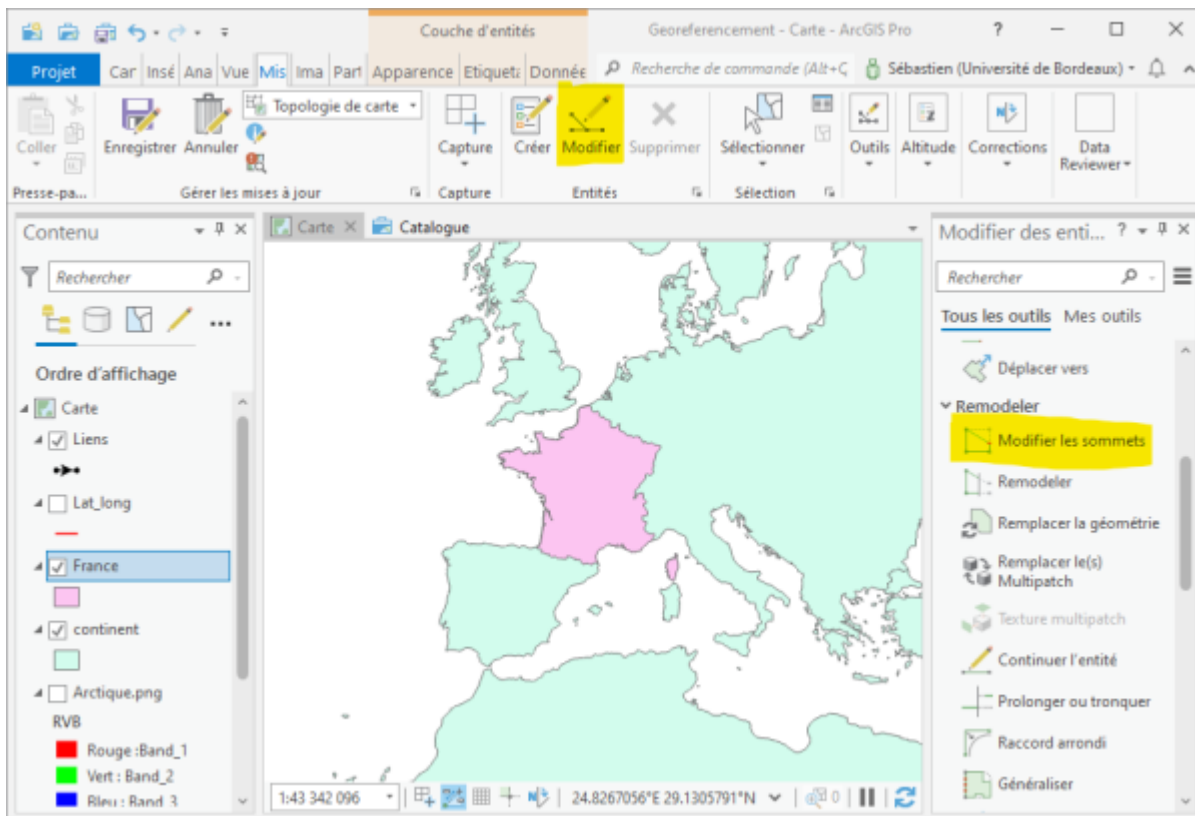 Couche d'entités
Georeferencement - Carte - ArcGIS Pro
?
Projet Car Insé Ana Vue Mis Ima Part Apparence Etiquet Donnée Recherche de commande (Alt+Q Sébastien (Université de Bordeaux)
Topologie de carte
Coller Enregistrer Annuler Capture Créer Modifier Supprimer Sélectionner Outils Altitude Corrections Data Reviewer
Presse-pa... Gérer les mises à jour Capture Entités Sélection
Contenu
Rechercher
...
Ordre d'affichage
Carte
Liens
Lat_long
France
continent
Arctique.png
RVB
Rouge :Band_1
Vert : Band_2
Bleu : Band_3
Carte Catalogue
1:43 342 096 24.8267056°E 29.1305791°N 0
Modifier des enti... ?
Rechercher
Tous les outils Mes outils
Déplacer vers
Remodeler
Modifier les sommets
Remodeler
Remplacer la géométrie
Remplacer le(s)
Multipatch
Texture multipatch
Continuer l'entité
Prolonger ou tronquer
Raccord arrondi
Généraliser